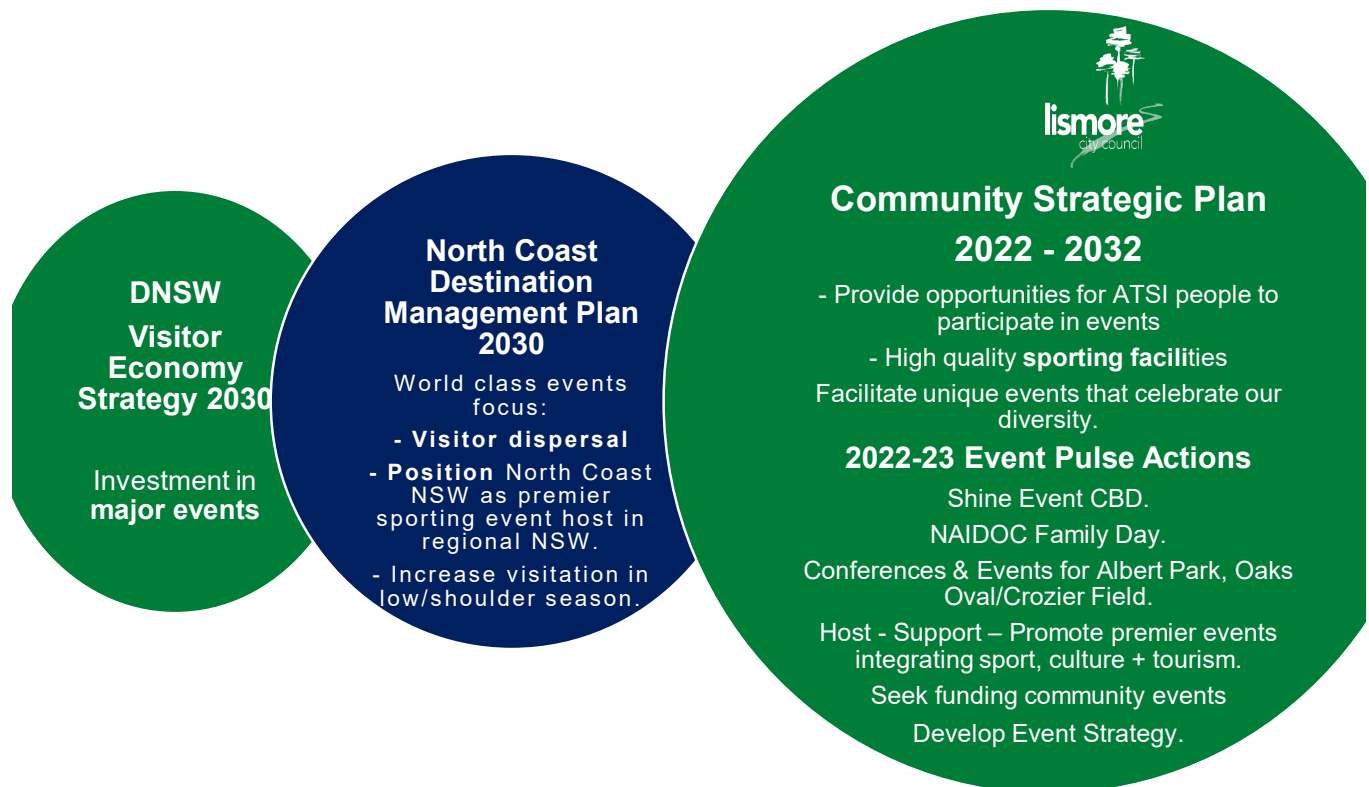 DNSW
Visitor
Economy
Strategy 2030
Investment in
major events
North Coast
Destination
Management Plan
2030
World class events
focus:
- Visitor dispersal
- Position North Coast
NSW as premier
sporting event host in
regional NSW.
- Increase visitation in
low/shoulder season.
lismore
city council
Community Strategic Plan
2022 - 2032
- Provide opportunities for ATSI people to
participate in events
- High quality sporting facilities
Facilitate unique events that celebrate our
diversity.
2022-23 Event Pulse Actions
Shine Event CBD.
NAIDOC Family Day.
Conferences & Events for Albert Park, Oaks
Oval/Crozier Field.
Host - Support – Promote premier events
integrating sport, culture + tourism.
Seek funding community events
Develop Event Strategy.